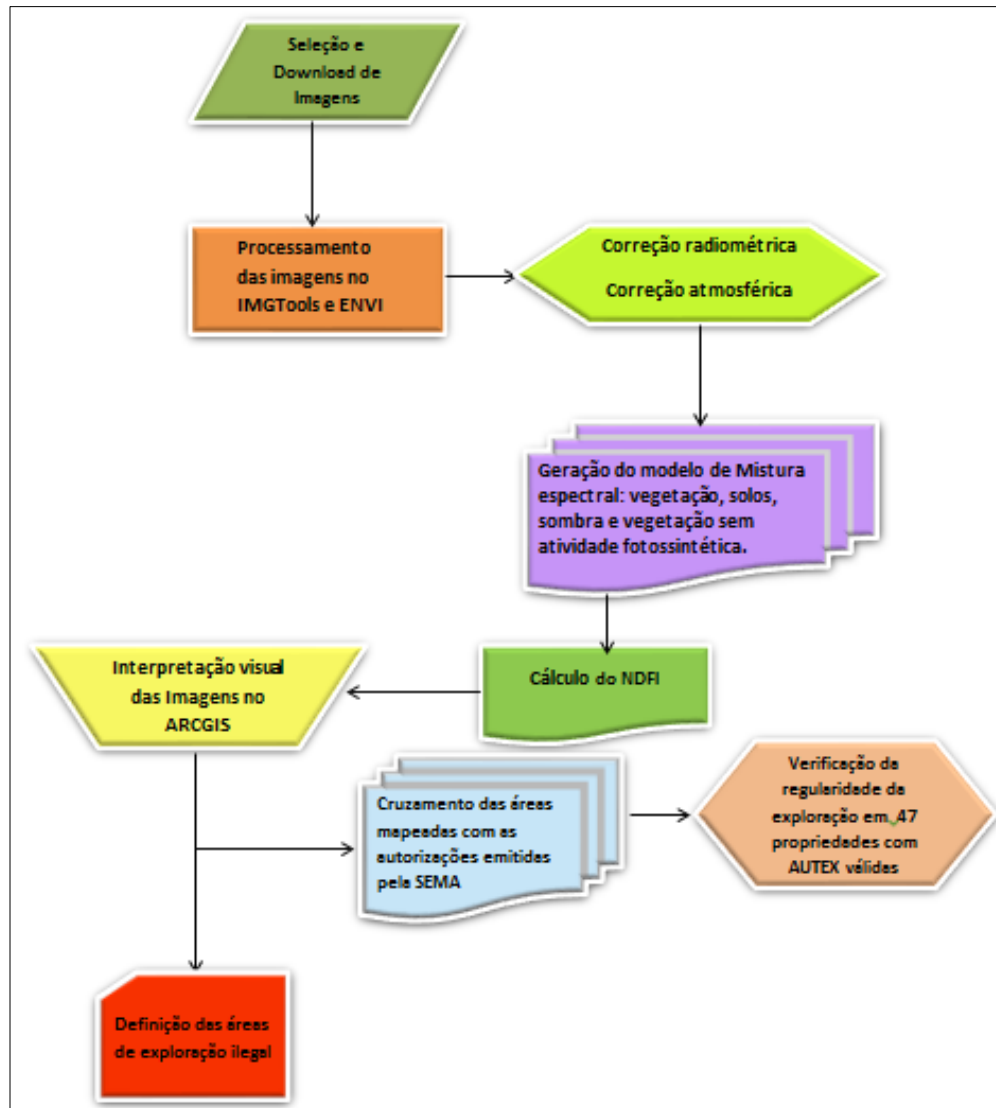 Seleção e
Download de
Imagens
Processamento
das imagens no
IMGTools e ENVI
Correção radiométrica
Correção atmosférica
Geração do modelo de Mistura
espectral: vegetação, solos,
sombra e vegetação sem
atividade fotossintética.
Cálculo do NDFI
Interpretação visual
das Imagens no
ARCGIS
Cruzamento das áreas
mapeadas com as
autorizações emitidas
pela SEMA
Verificação da
regularidade da
exploração em 47
propriedades com
AUTEX válidas
Definição das áreas
de exploração ilegal